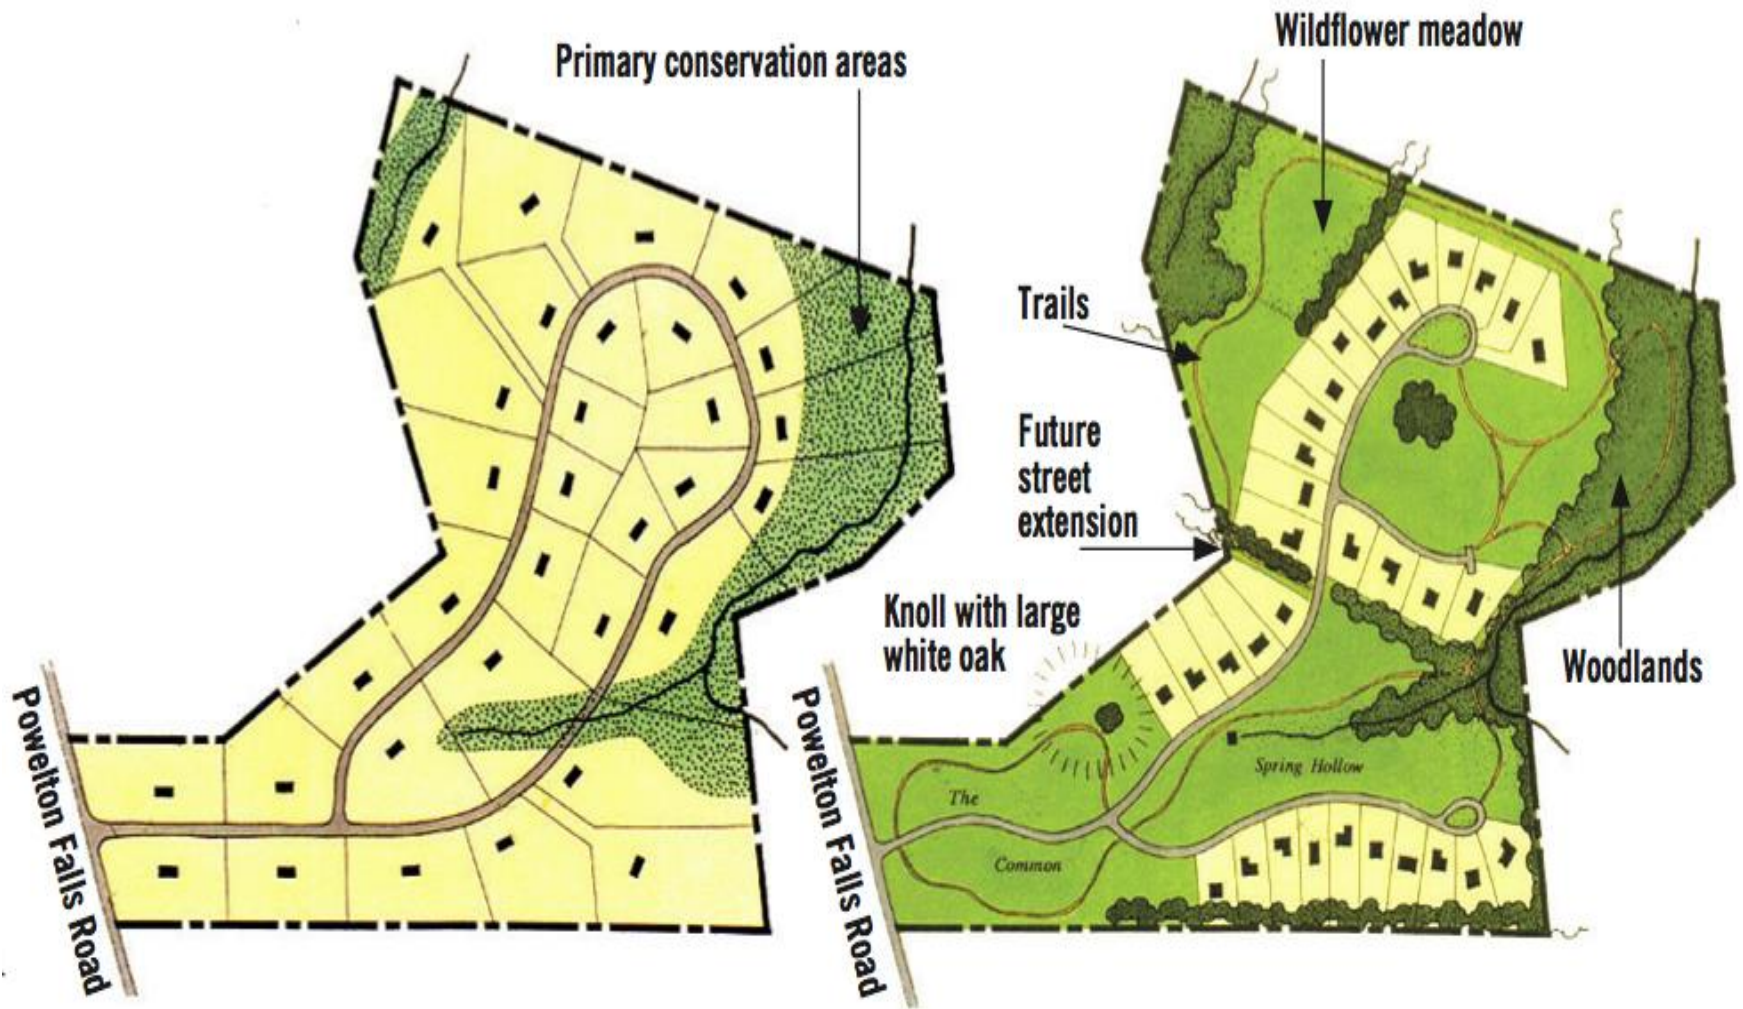 Primary conservation areas
Wildflower meadow
Trails
Future
street
extension
Knoll with large
white oak
Woodlands
Powelton Falls Road
Powelton Falls Road
Spring Hollow
The
Common